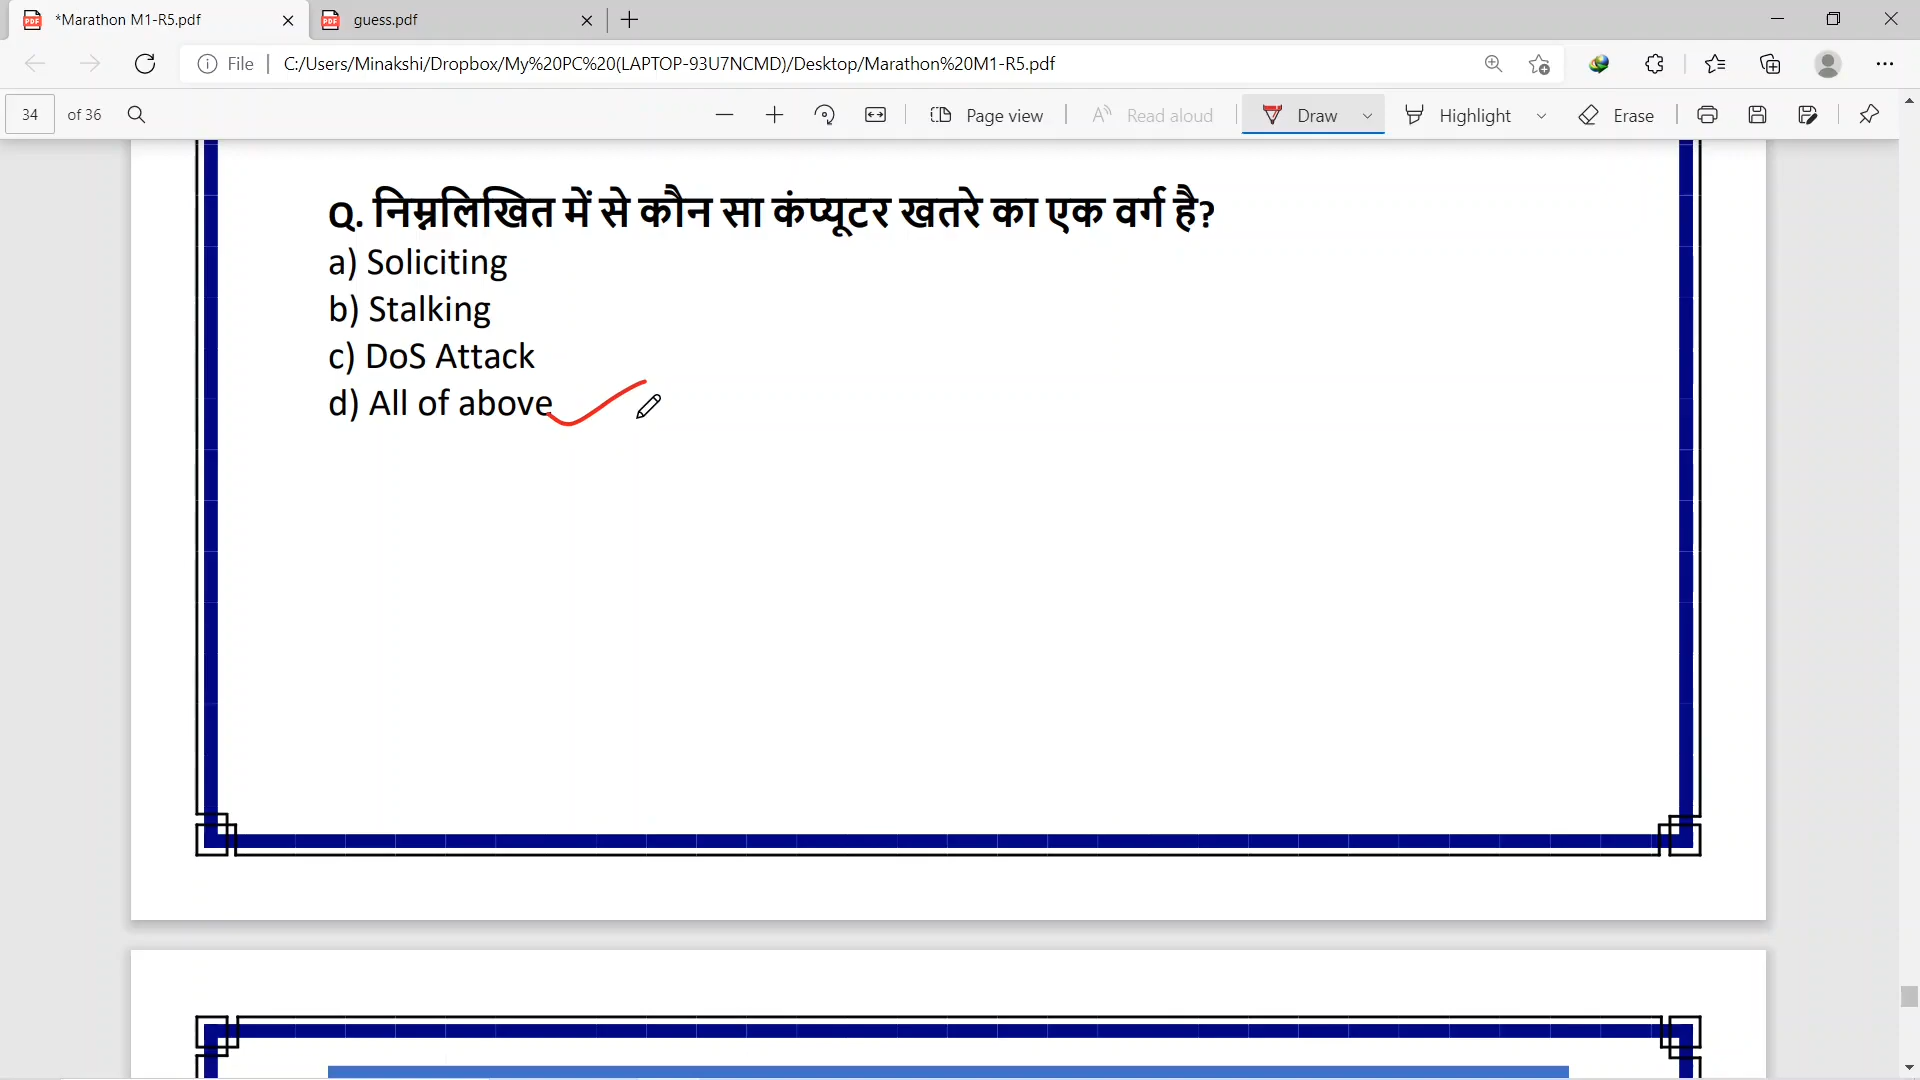 *Marathon M1-R5.pdf
guess.pdf
File
C:/Users/Minakshi/Dropbox/My%20PC%20(LAPTOP-93U7NCMD)/Desktop/Marathon%20M1-R5.pdf
34 of 36
Page view
Read aloud
Draw
Highlight
Erase
Q. निम्नलिखित में से कौन सा कंप्यूटर खतरे का एक वर्ग है?
a) Soliciting
b) Stalking
c) DoS Attack
d) All of above